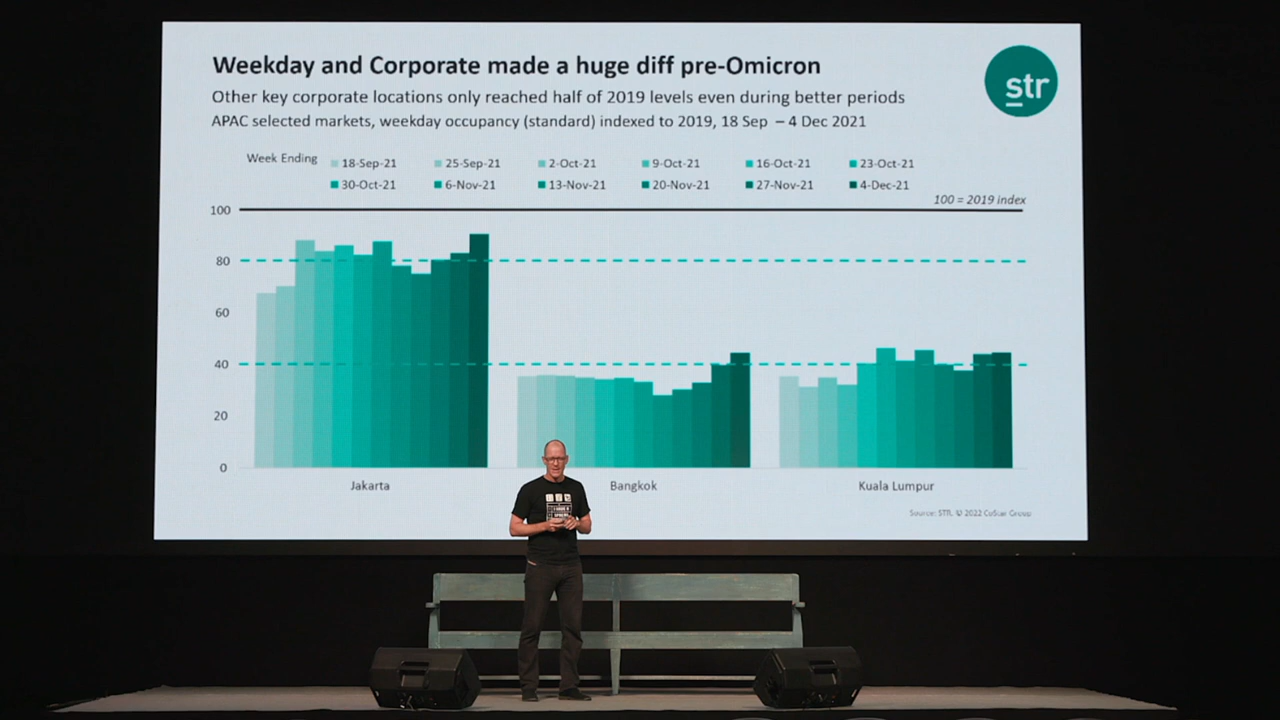 Weekday and Corporate made a huge diff pre-Omicron
str
Other key corporate locations only reached half of 2019 levels even during better periods
APAC selected markets, weekday occupancy (standard) indexed to 2019, 18 Sep – 4 Dec 2021
Week Ending 18-Sep-21 25-Sep-21 2-Oct-21 9-Oct-21 16-Oct-21 23-Oct-21
30-Oct-21 6-Nov-21 13-Nov-21 20-Nov-21 27-Nov-21 4-Dec-21
100 = 2019 index
100
80
60
40
20
0
Jakarta Bangkok Kuala Lumpur
Source: STR. © 2022 CoStar Group